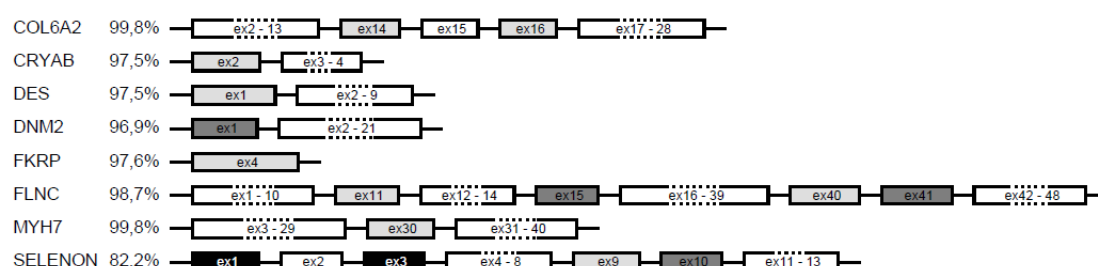 COL6A2 99,8% ex2 - 13 ex14 ex15 ex16 ex17 - 28
CRYAB 97,5% ex2 ex3 - 4
DES 97,5% ex1 ex2 - 9
DNM2 96,9% ex1 ex2 - 21
FKRP 97,6% ex4
FLNC 98,7% ex1 - 10 ex11 ex12 - 14 ex15 ex16 - 39 ex40 ex41 ex42 - 48
MYH7 99,8% ex3 - 29 ex30 ex31 - 40
SELENON 82,2% ex1 ex2 ex3 ex4 - 8 ex9 ex10 ex11 - 13